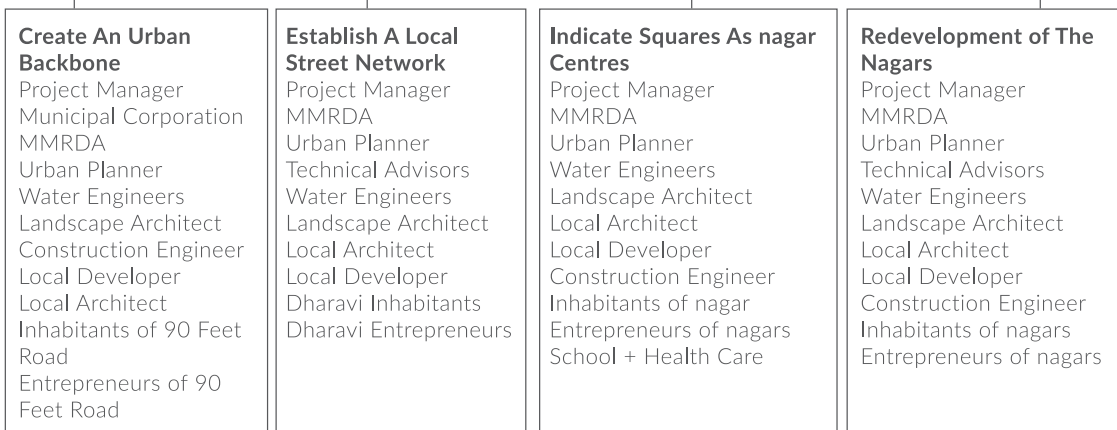 Create An Urban
Backbone
Project Manager
Municipal Corporation
MMRDA
Urban Planner
Water Engineers
Landscape Architect
Construction Engineer
Local Developer
Local Architect
Inhabitants of 90 Feet
Road
Entrepreneurs of 90
Feet Road
Establish A Local
Street Network
Project Manager
MMRDA
Urban Planner
Technical Advisors
Water Engineers
Landscape Architect
Local Architect
Local Developer
Dharavi Inhabitants
Dharavi Entrepreneurs
Indicate Squares As nagar
Centres
Project Manager
MMRDA
Urban Planner
Water Engineers
Landscape Architect
Local Architect
Local Developer
Construction Engineer
Inhabitants of nagar
Entrepreneurs of nagars
School + Health Care
Redevelopment of The
Nagars
Project Manager
MMRDA
Urban Planner
Technical Advisors
Water Engineers
Landscape Architect
Local Architect
Local Developer
Construction Engineer
Inhabitants of nagars
Entrepreneurs of nagars